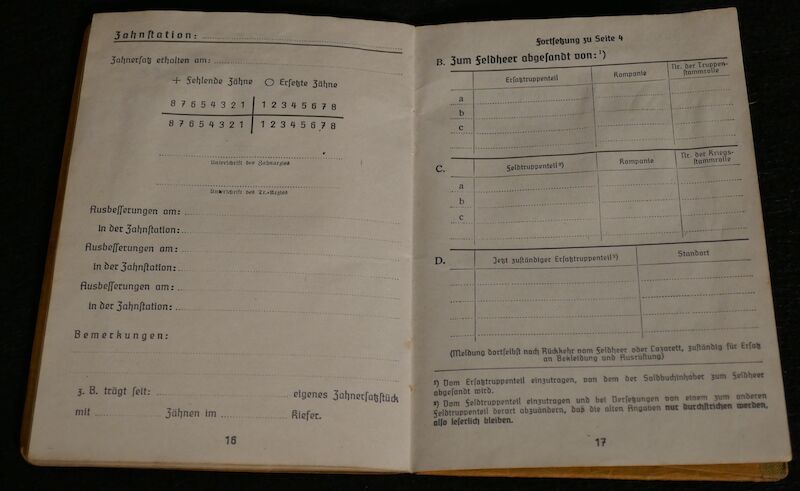 Zahnstation:
Zahnersatz erhalten am:
+ Fehlende Zähne ○ Ersetzte Zähne
8 7 6 5 4 3 2 1 | 1 2 3 4 5 6 7 8
8 7 6 5 4 3 2 1 | 1 2 3 4 5 6 7 8
Unterschrift des Zahnarztes
Unterschrift des Tr.-Arztes
Ausbesserungen am:
in der Zahnstation:
Ausbesserungen am:
in der Zahnstation:
Ausbesserungen am:
in der Zahnstation:
Bemerkungen:
z. B. trägt seit: eigenes Zahnersatzstück
mit Zähnen im Kiefer.
16
Fortsetzung zu Seite 4
B. Zum Feldheer abgesandt von:¹)
Ersatztruppenteil Kompanie Nr. der Truppen-
stammrolle
a
b
c
C. Feldtruppenteil²) Kompanie Nr. der Kriegs-
stammrolle
a
b
c
D. Jetzt zuständiger Ersatztruppenteil²) Standort
(Meldung dortselbst nach Rückkehr vom Feldheer oder Lazarett, zuständig für Ersatz
an Bekleidung und Ausrüstung)
¹) Vom Ersatztruppenteil einzutragen, von dem der Soldbuchinhaber zum Feldheer
abgesandt wird.
²) Vom Feldtruppenteil einzutragen und bei Versetzungen von einem zum anderen
Feldtruppenteil derart abzuändern, daß die alten Angaben nur durchstrichen werden,
also leserlich bleiben.
17